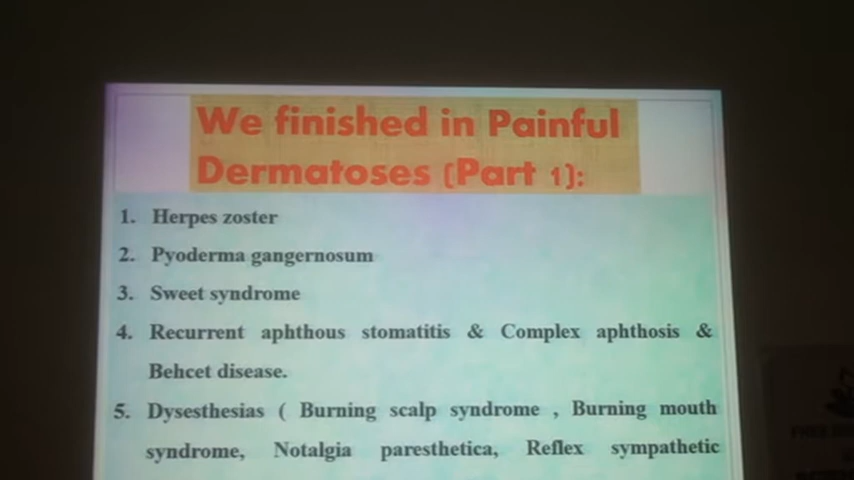 We finished in Painful
Dermatoses (Part 1):
1. Herpes zoster
2. Pyoderma gangernosum
3. Sweet syndrome
4. Recurrent aphthous stomatitis & Complex aphthosis &
Behcet disease.
5. Dysesthesias ( Burning scalp syndrome , Burning mouth
syndrome, Notalgia paresthetica, Reflex sympathetic